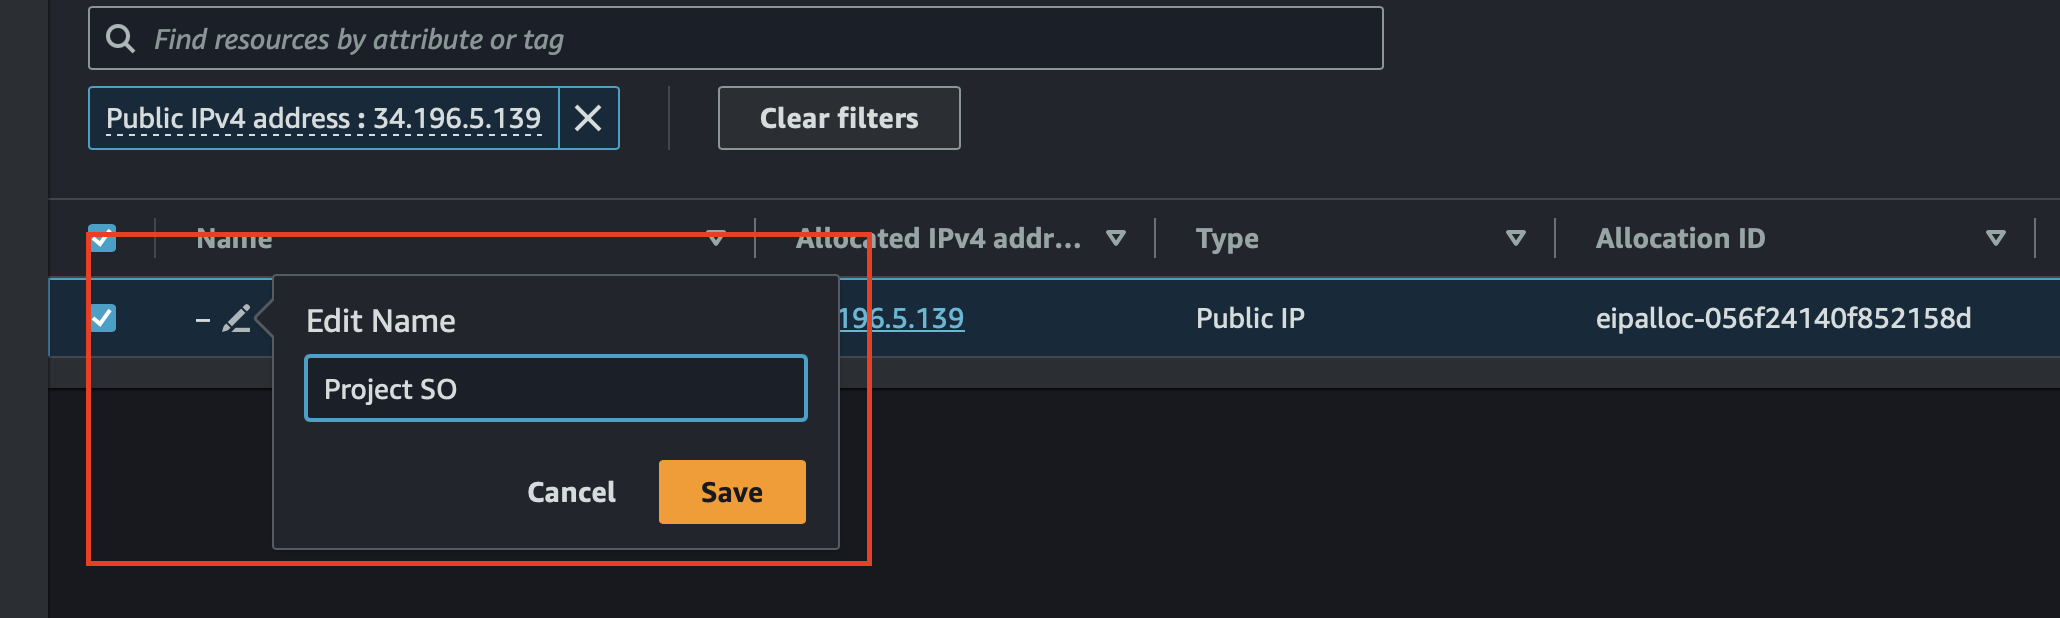 Find resources by attribute or tag
Public IPv4 address : 34.196.5.139
Clear filters
Name Allocated IPv4 addr... Type Allocation ID
– 196.5.139 Public IP eipalloc-056f24140f852158d
Edit Name
Project SO
Cancel Save